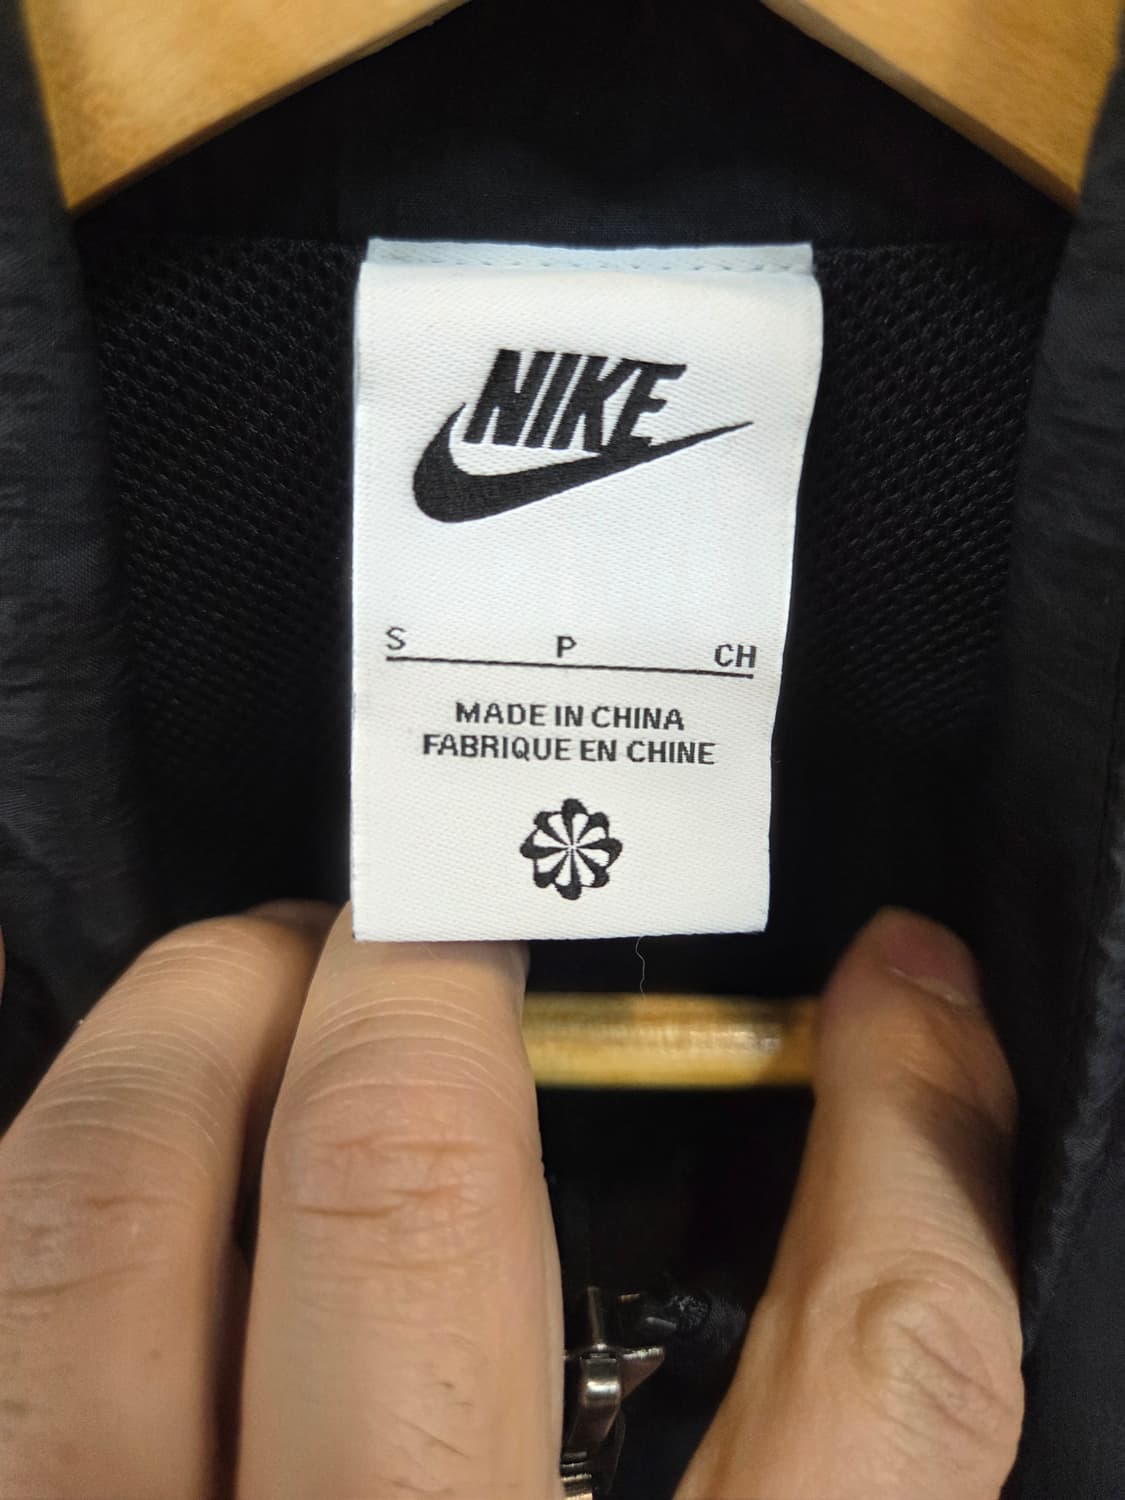 NIKE
S P CH
MADE IN CHINA
FABRIQUE EN CHINE